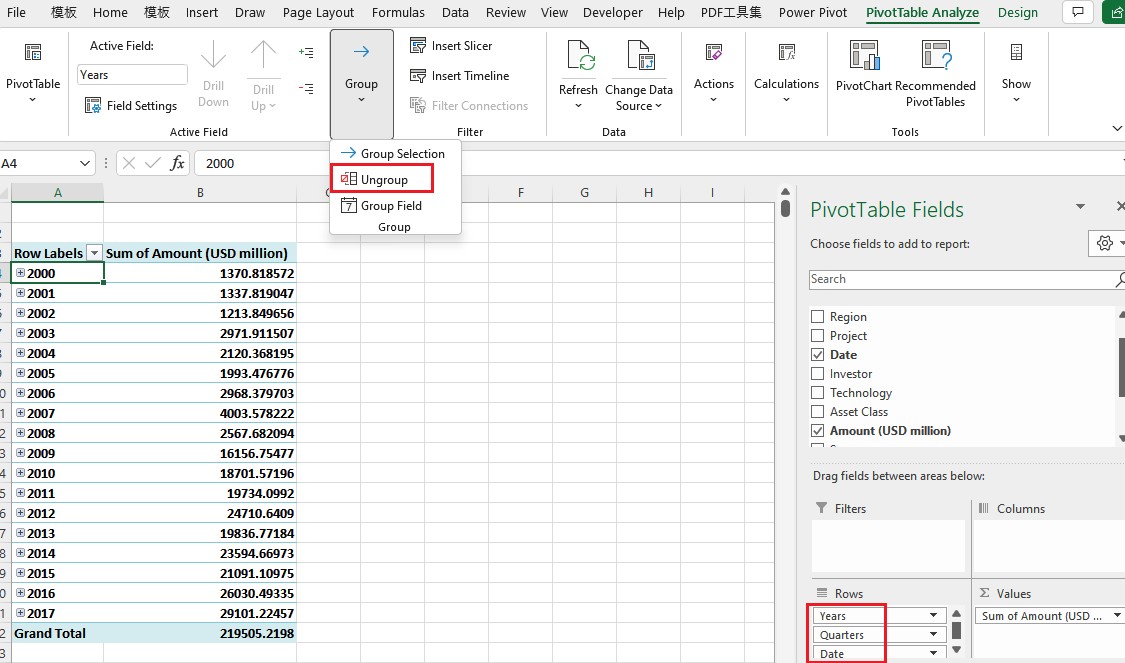 File 模板 Home 模板 Insert Draw Page Layout Formulas Data Review View Developer Help PDF工具集 Power Pivot PivotTable Analyze Design
PivotTable
Active Field:
Years
Field Settings
Drill Down
Drill Up
Active Field
Group
Insert Slicer
Insert Timeline
Filter Connections
Filter
Refresh
Change Data Source
Data
Actions
Calculations
PivotChart
Recommended PivotTables
Tools
Show
Group Selection
Ungroup
7 Group Field
Group
A4
fx 2000
A B F G H I
Row Labels Sum of Amount (USD million)
2000 1370.818572
2001 1337.819047
2002 1213.849656
2003 2971.911507
2004 2120.368195
2005 1993.476776
2006 2968.379703
2007 4003.578222
2008 2567.682094
2009 16156.75477
2010 18701.57196
2011 19734.0992
2012 24710.6409
2013 19836.77184
2014 23594.66973
2015 21091.10975
2016 26030.49335
2017 29101.22457
Grand Total 219505.2198
PivotTable Fields
Choose fields to add to report:
Search
Region
Project
Date
Investor
Technology
Asset Class
Amount (USD million)
Drag fields between areas below:
Filters
Columns
Rows
Σ Values
Years
Quarters
Date
Sum of Amount (USD ...